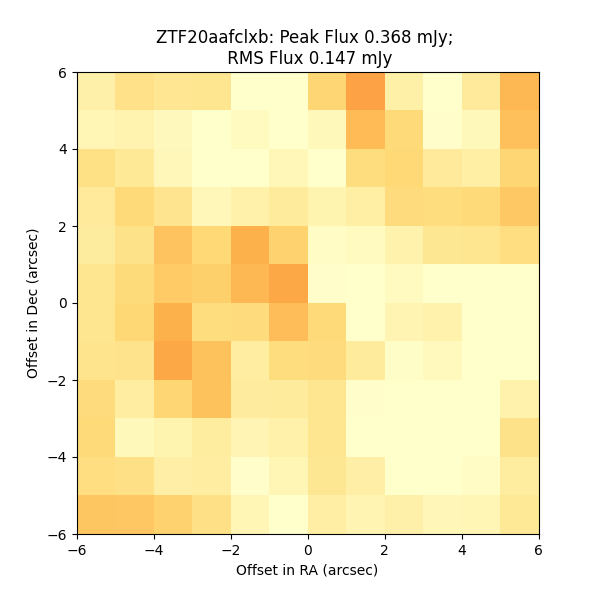 ZTF20aafclxb: Peak Flux 0.368 mJy;
RMS Flux 0.147 mJy
6
4
2
0
−2
−4
−6
Offset in Dec (arcsec)
−6 −4 −2 0 2 4 6
Offset in RA (arcsec)